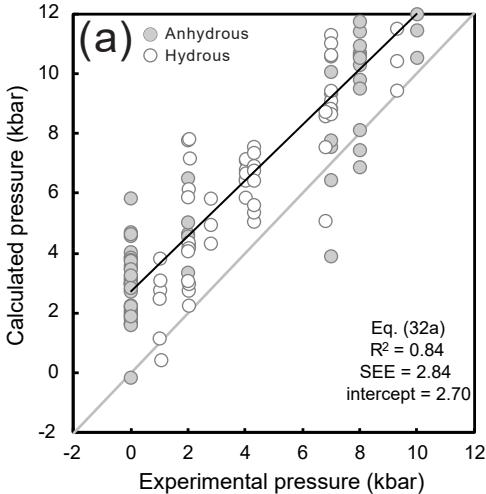 12
(a)
Anhydrous
Hydrous
10
8
6
4
2
0
-2
Calculated pressure (kbar)
Eq. (32a)
R² = 0.84
SEE = 2.84
intercept = 2.70
-2 0 2 4 6 8 10 12
Experimental pressure (kbar)